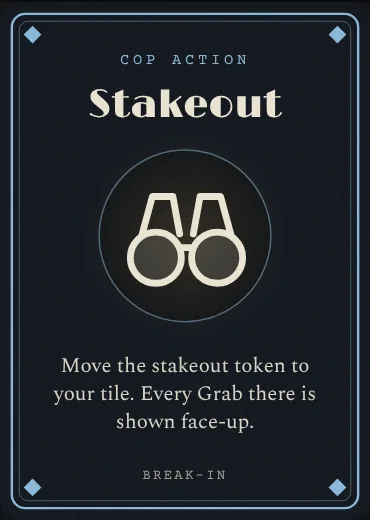 COP ACTION
Stakeout
Move the stakeout token to
your tile. Every Grab there is
shown face-up.
BREAK-IN